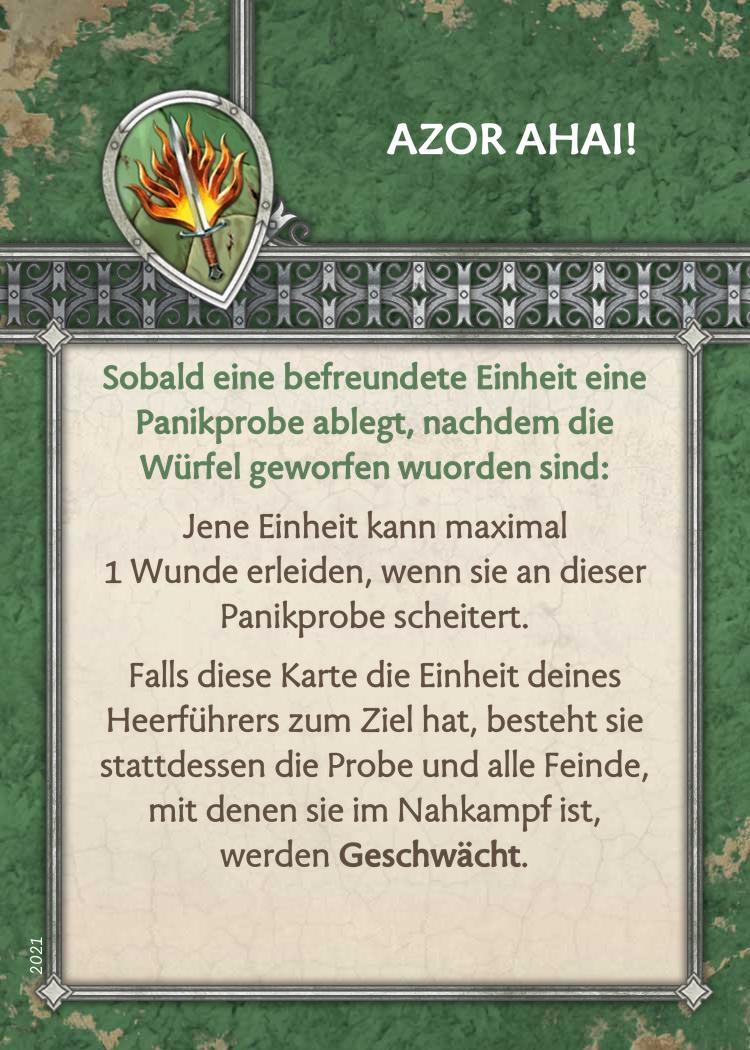 AZOR AHAI!
Sobald eine befreundete Einheit eine
Panikprobe ablegt, nachdem die
Würfel geworfen wuorden sind:
Jene Einheit kann maximal
1 Wunde erleiden, wenn sie an dieser
Panikprobe scheitert.
Falls diese Karte die Einheit deines
Heerführers zum Ziel hat, besteht sie
stattdessen die Probe und alle Feinde,
mit denen sie im Nahkampf ist,
werden Geschwächt.
2021